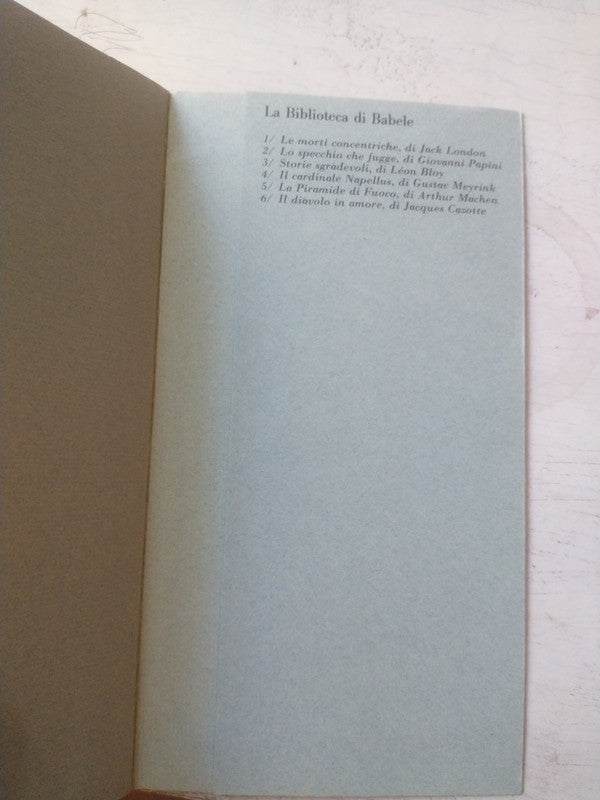 La Biblioteca di Babele
1/ Le morti concentriche, di Jack London
2/ Lo specchio che fugge, di Giovanni Papini
3/ Storie sgradevoli, di Léon Bloy
4/ Il cardinale Napellus, di Gustav Meyrink
5/ La Piramide di Fuoco, di Arthur Machen
6/ Il diavolo in amore, di Jacques Cazotte